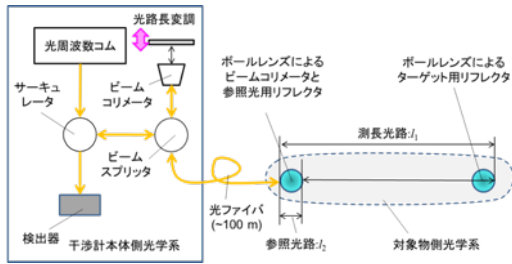 光路長変調
光周波数コム
サーキュ
レータ
ビーム
コリメータ
ビーム
スプリッタ
検出器
干渉計本体側光学系
光ファイバ
(~100 m)
ボールレンズによる
ビームコリメータと
参照光用リフレクタ
ボールレンズによる
ターゲット用リフレクタ
測長光路:l₁
参照光路:l₂
対象物側光学系